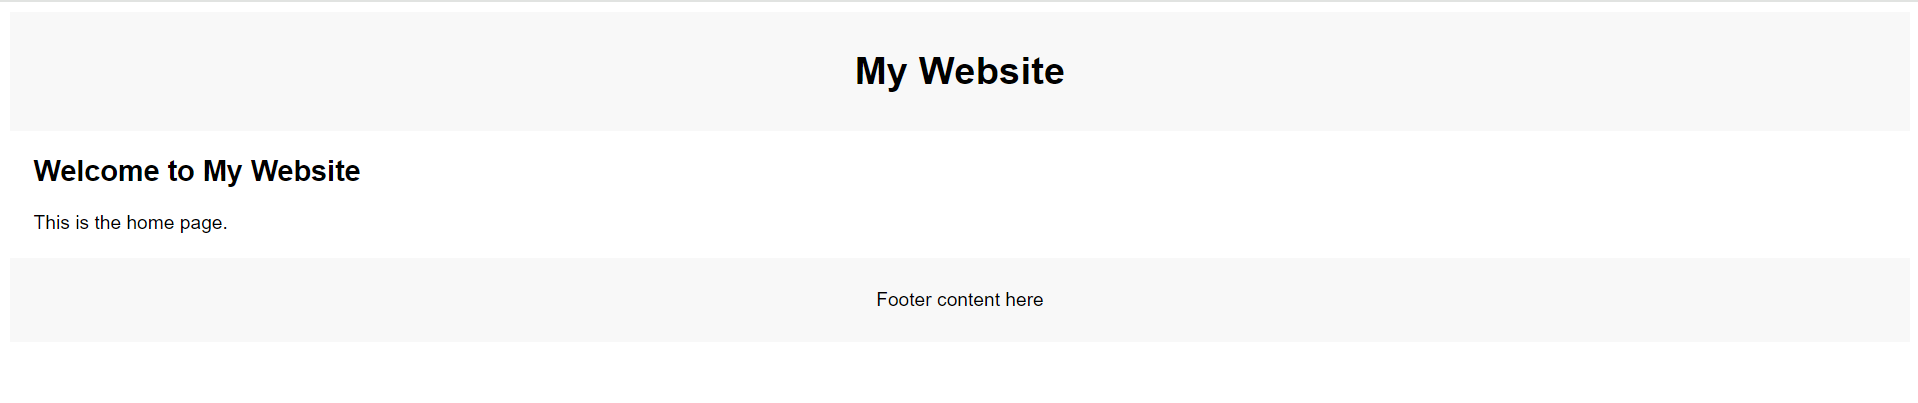 My Website
Welcome to My Website
This is the home page.
Footer content here